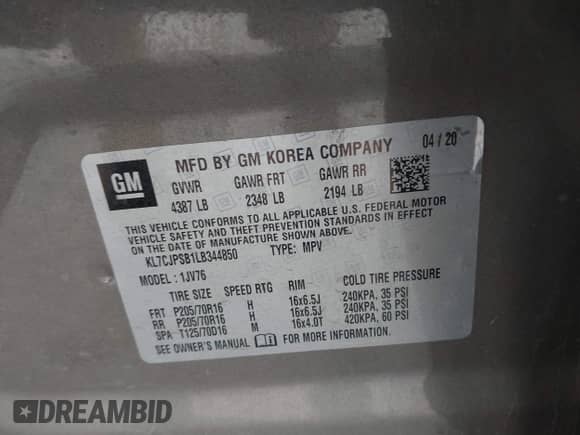 MFD BY GM KOREA COMPANY 04/20
GM
GVWR GAWR FRT GAWR RR
4387 LB 2348 LB 2194 LB
THIS VEHICLE CONFORMS TO ALL APPLICABLE U.S. FEDERAL MOTOR
VEHICLE SAFETY AND THEFT PREVENTION STANDARDS IN EFFECT
ON THE DATE OF MANUFACTURE SHOWN ABOVE.
KL7CJPSB1LB344850 TYPE: MPV
MODEL: 1JV76
TIRE SIZE SPEED RTG RIM COLD TIRE PRESSURE
FRT P205/70R16 H 16x6.5J 240KPA, 35 PSI
RR P205/70R16 H 16x6.5J 240KPA, 35 PSI
SPA T125/70D16 M 16x4.0T 420KPA, 60 PSI
SEE OWNER'S MANUAL FOR MORE INFORMATION.
DREAMBID